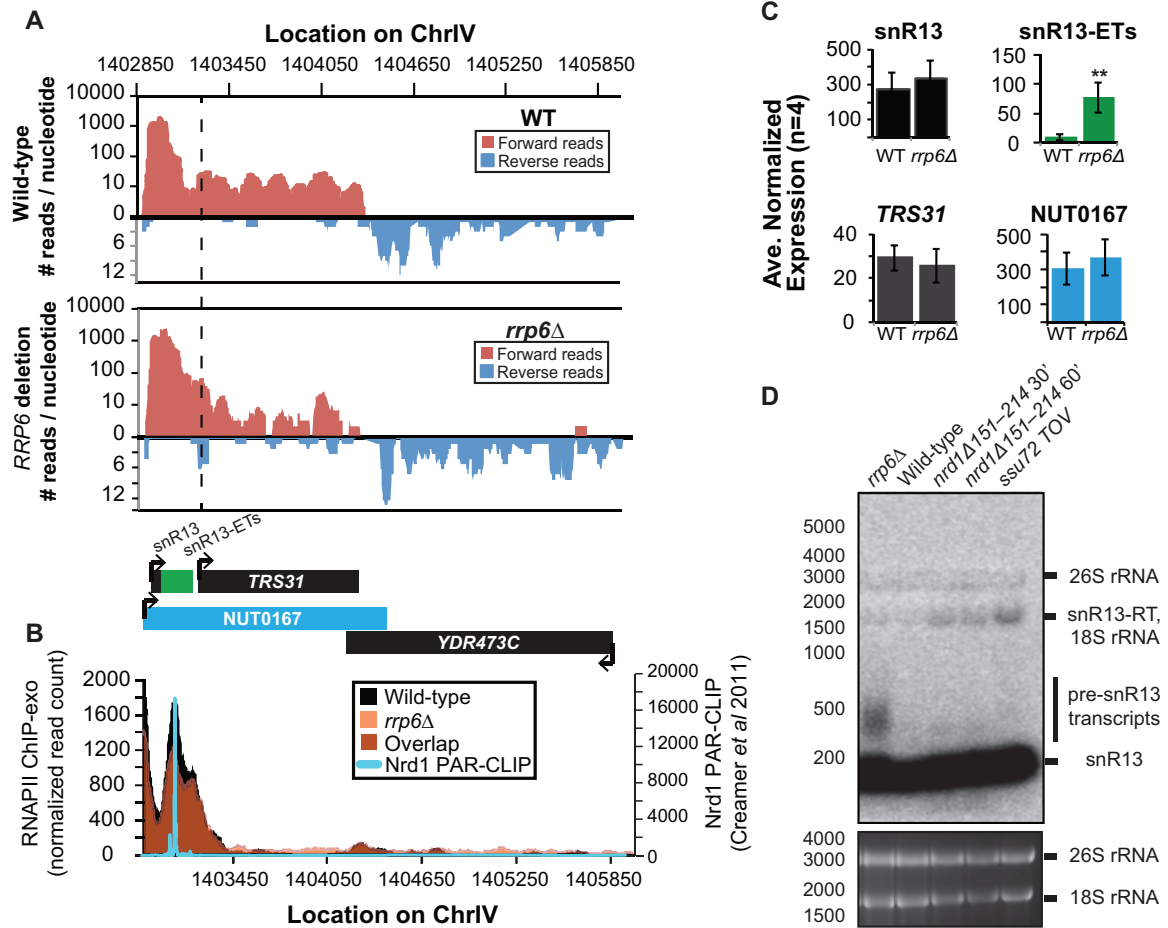 A
Location on ChrIV
1402850 1403450 1404050 1404650 1405250 1405850
Wild-type
# reads / nucleotide
10000
1000
100
10
0
6
12
WT
Forward reads
Reverse reads
RRP6 deletion
# reads / nucleotide
10000
1000
100
10
0
6
12
rrp6Δ
Forward reads
Reverse reads
snR13
snR13-ETs
TRS31
NUT0167
YDR473C
B
RNAPII ChIP-exo
(normalized read count)
2000
1600
1200
800
400
0
Wild-type
rrp6Δ
Overlap
Nrd1 PAR-CLIP
20000
16000
12000
8000
4000
0
Nrd1 PAR-CLIP
(Creamer et al 2011)
1403450 1404050 1404650 1405250 1405850
Location on ChrIV
C
Ave. Normalized
Expression (n=4)
snR13
500
300
100
WT rrp6Δ
snR13-ETs
100
50
0
**
WT rrp6Δ
TRS31
40
20
0
WT rrp6Δ
NUT0167
500
300
100
WT rrp6Δ
D
rrp6Δ
Wild-type
nrd1Δ151–214 30’
nrd1Δ151–214 60’
ssu72 TOV
5000
4000
3000
2000
1500
1000
500
200
26S rRNA
snR13-RT,
18S rRNA
pre-snR13
transcripts
snR13
4000
3000
2000
1500
26S rRNA
18S rRNA